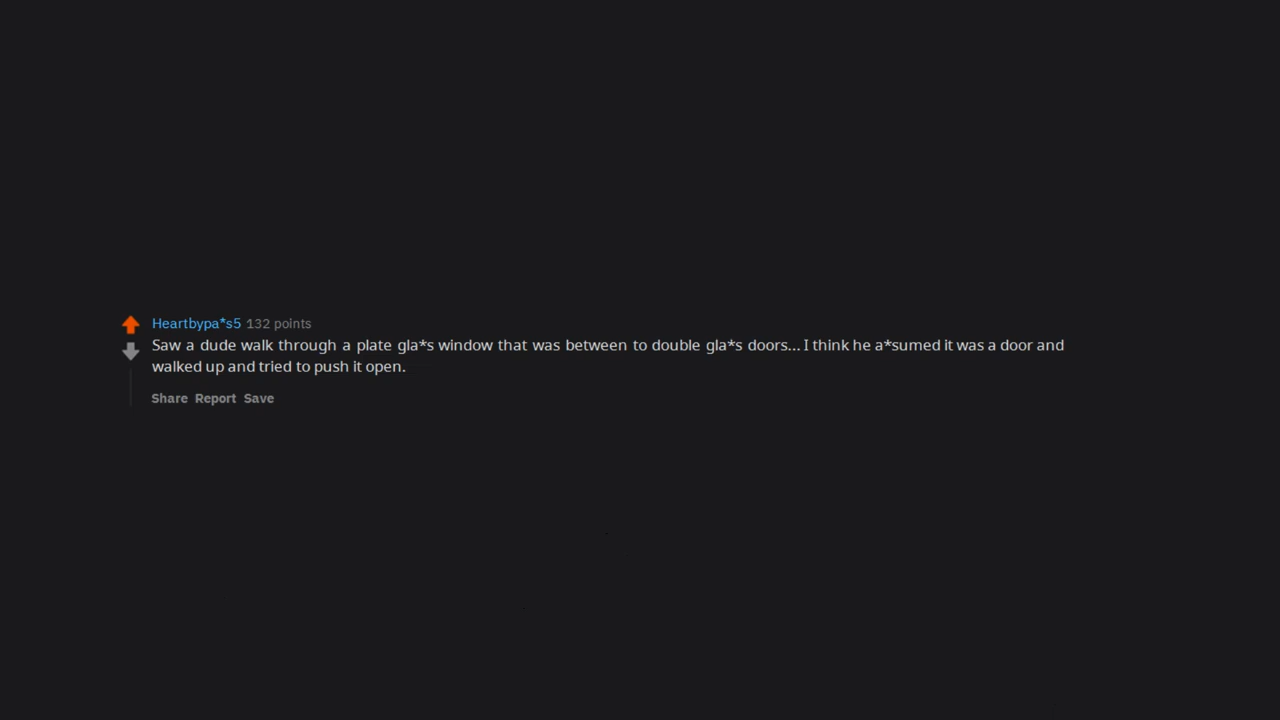 Heartbypa*s5 132 points
Saw a dude walk through a plate gla*s window that was between to double gla*s doors... I think he a*sumed it was a door and
walked up and tried to push it open.
Share Report Save